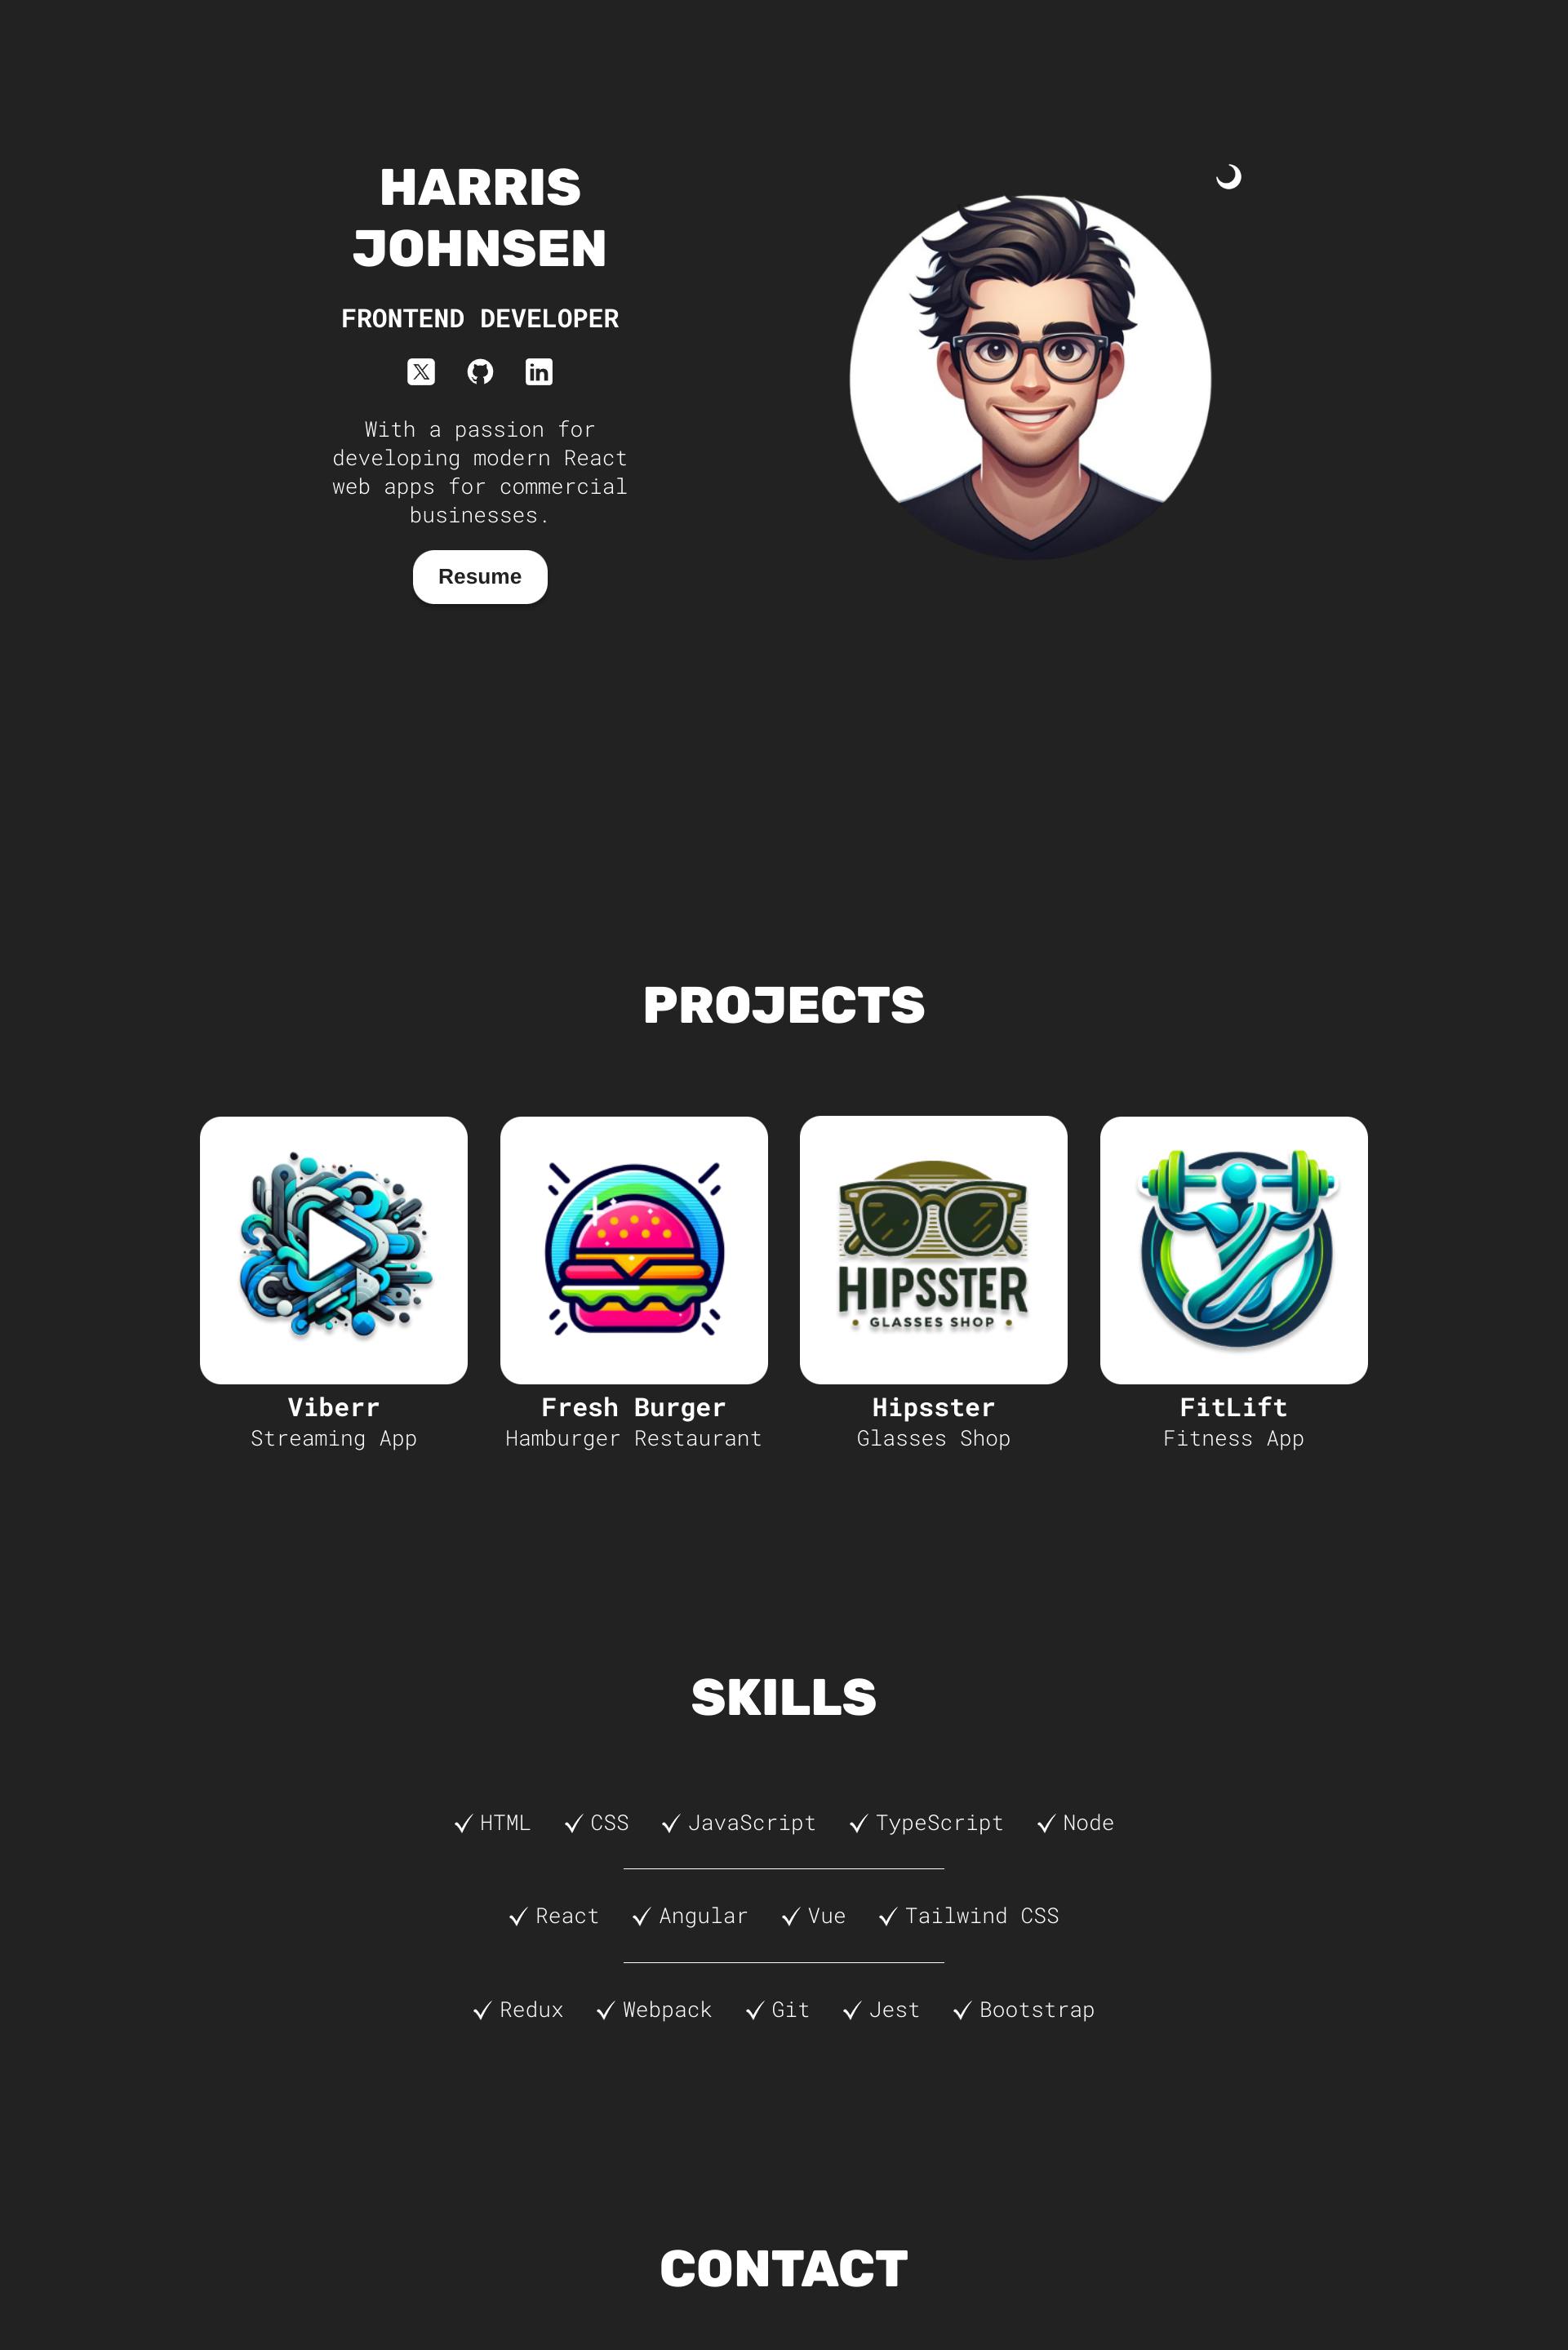 HARRIS
JOHNSEN
FRONTEND DEVELOPER
With a passion for
developing modern React
web apps for commercial
businesses.
Resume
PROJECTS
HIPSSTER
GLASSES SHOP
Viberr
Streaming App
Fresh Burger
Hamburger Restaurant
Hipsster
Glasses Shop
FitLift
Fitness App
SKILLS
HTML CSS JavaScript TypeScript Node
React Angular Vue Tailwind CSS
Redux Webpack Git Jest Bootstrap
CONTACT